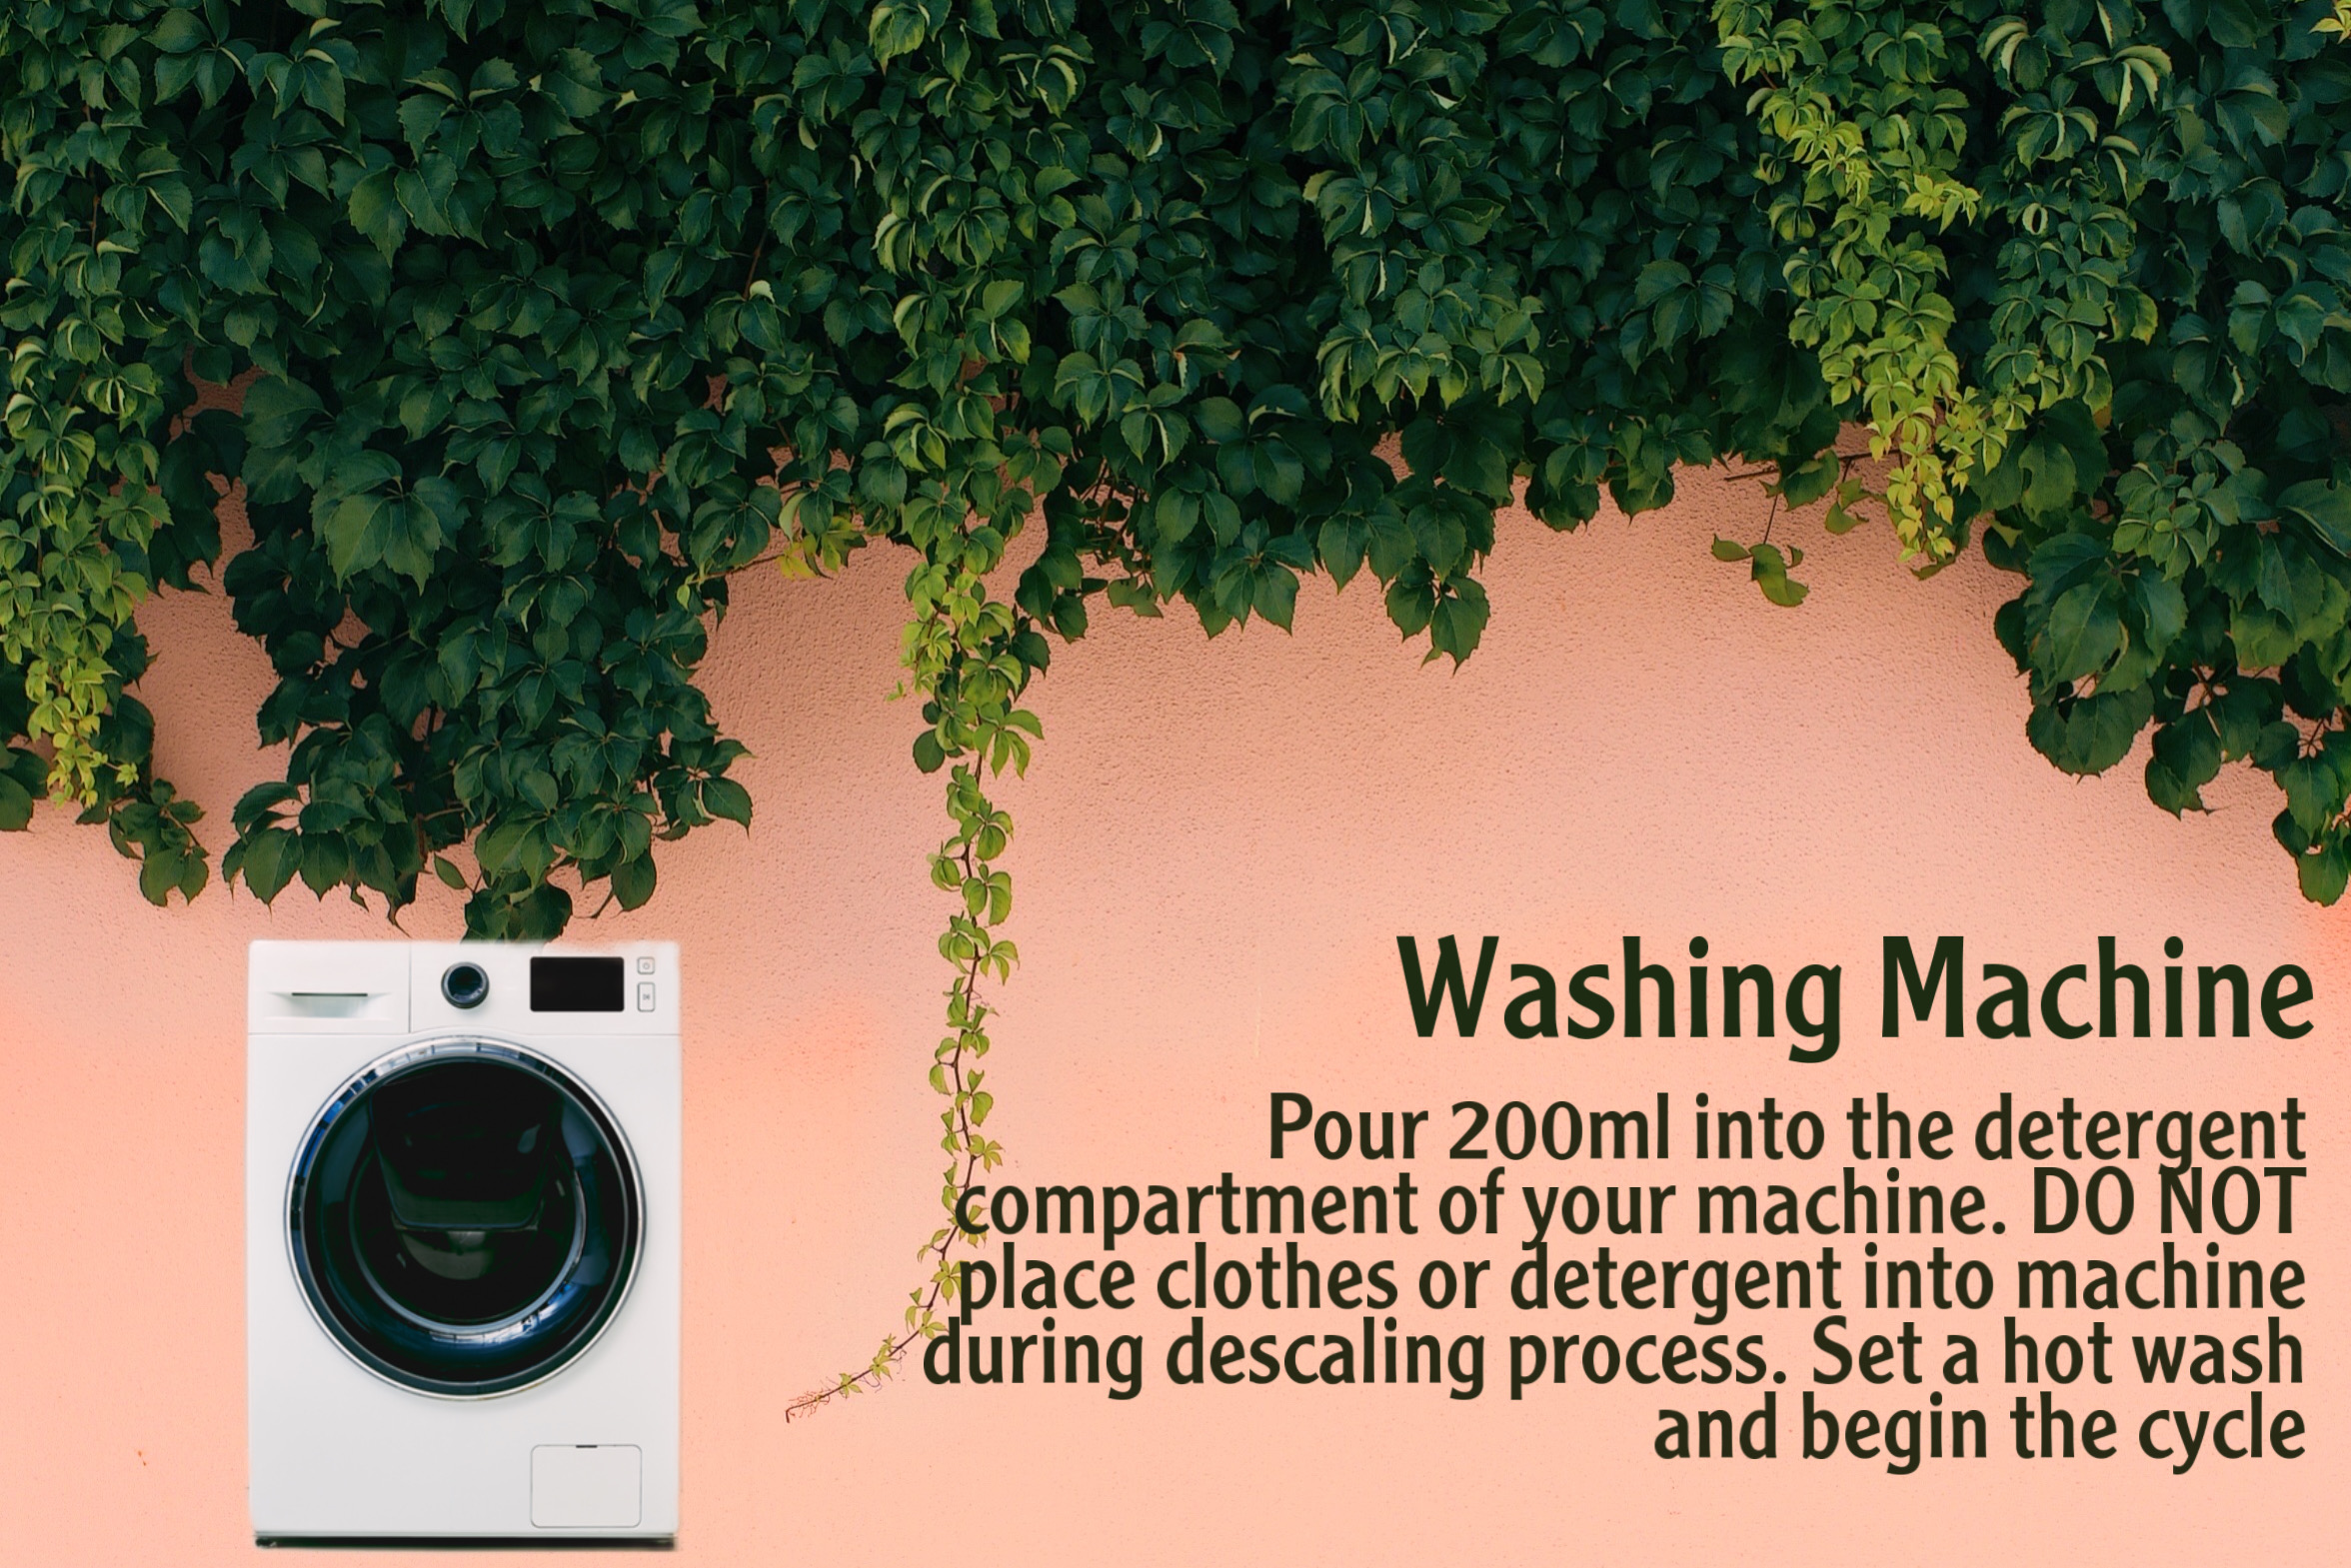 Washing Machine
Pour 200ml into the detergent
compartment of your machine. DO NOT
place clothes or detergent into machine
during descaling process. Set a hot wash
and begin the cycle